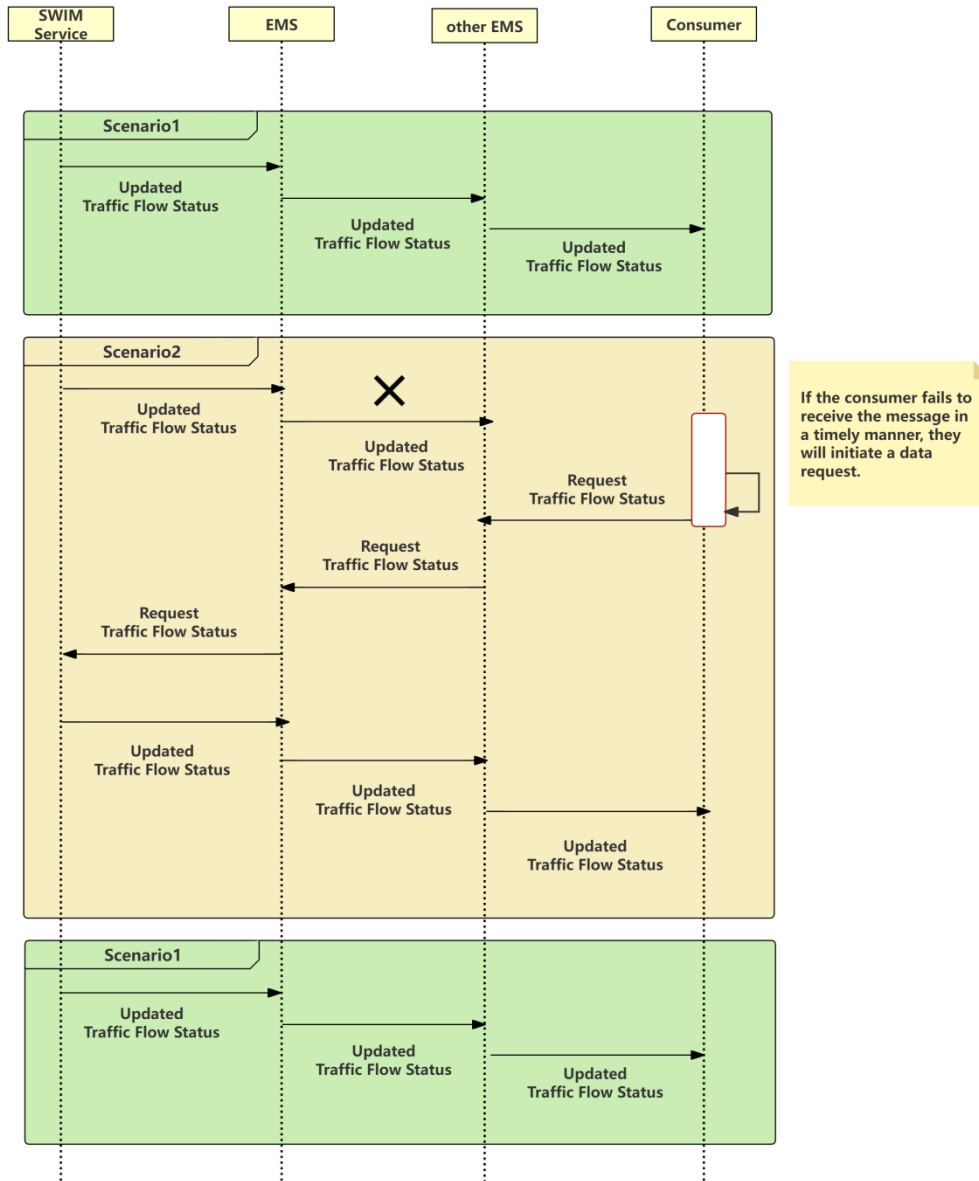 SWIM
Service
EMS
other EMS
Consumer
Scenario1
Updated
Traffic Flow Status
Updated
Traffic Flow Status
Updated
Traffic Flow Status
Scenario2
Updated
Traffic Flow Status
Updated
Traffic Flow Status
If the consumer fails to
receive the message in
a timely manner, they
will initiate a data
request.
Request
Traffic Flow Status
Request
Traffic Flow Status
Request
Traffic Flow Status
Updated
Traffic Flow Status
Updated
Traffic Flow Status
Updated
Traffic Flow Status
Scenario1
Updated
Traffic Flow Status
Updated
Traffic Flow Status
Updated
Traffic Flow Status